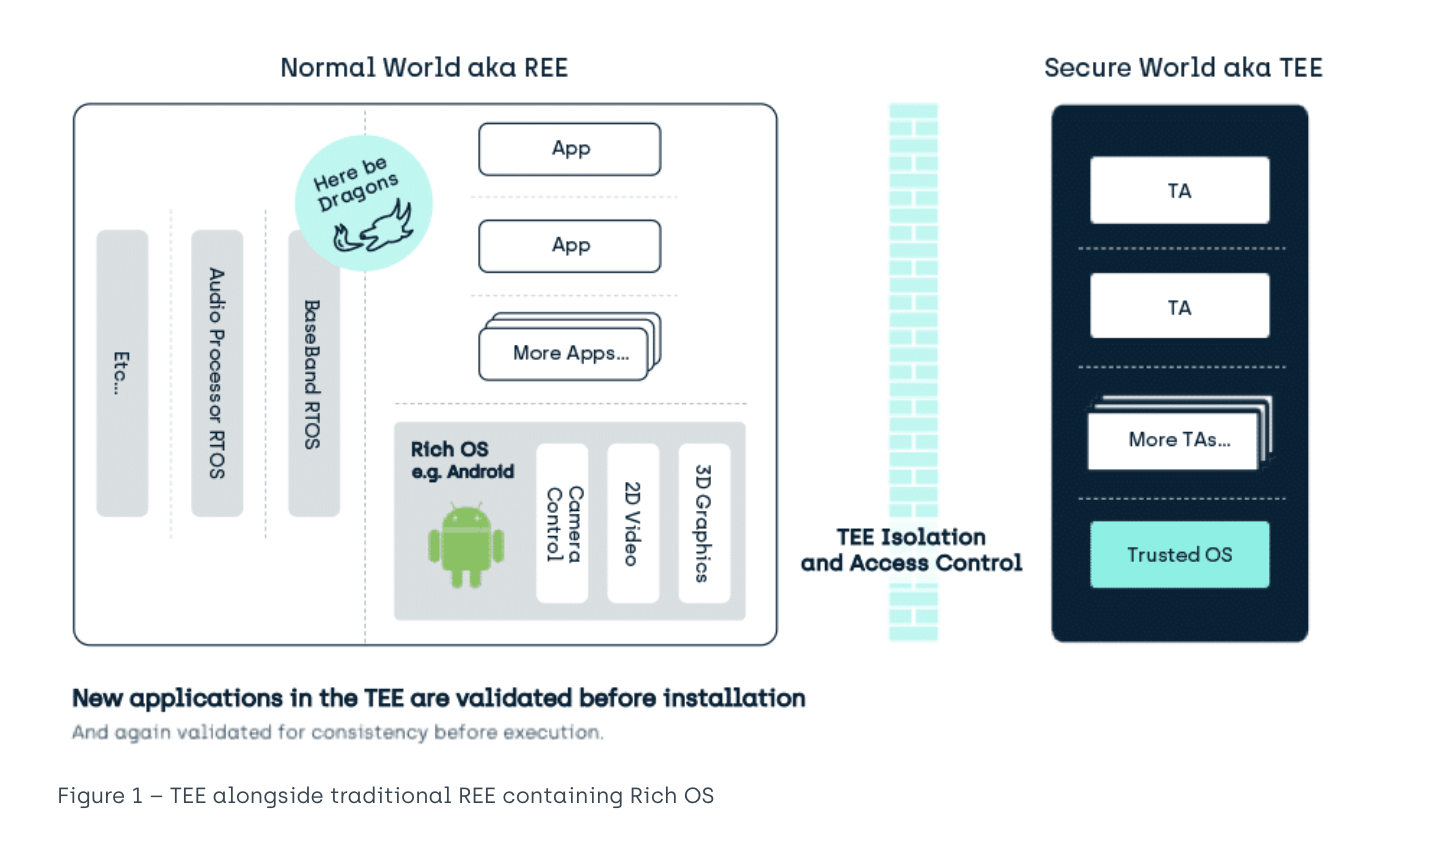 Normal World aka REE
Secure World aka TEE
Here be
Dragons
Etc...
Audio Processor RTOS
BaseBand RTOS
App
App
More Apps...
Rich OS
e.g. Android
Camera
Control
2D Video
3D Graphics
TEE Isolation
and Access Control
TA
TA
More TAs...
Trusted OS
New applications in the TEE are validated before installation
And again validated for consistency before execution.
Figure 1 – TEE alongside traditional REE containing Rich OS